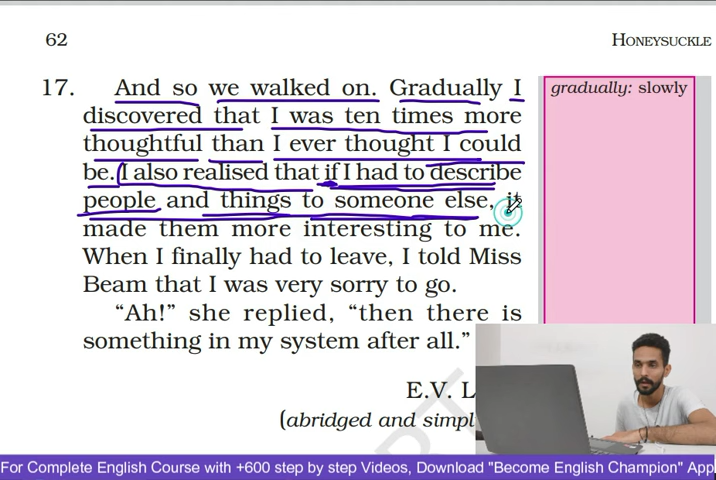 62
HONEYSUCKLE
17. And so we walked on. Gradually I
discovered that I was ten times more
thoughtful than I ever thought I could
be. I also realised that if I had to describe
people and things to someone else, it
made them more interesting to me.
When I finally had to leave, I told Miss
Beam that I was very sorry to go.
“Ah!” she replied, “then there is
something in my system after all.”
E.V. L
(abridged and simpl
gradually: slowly
For Complete English Course with +600 step by step Videos, Download "Become English Champion" App